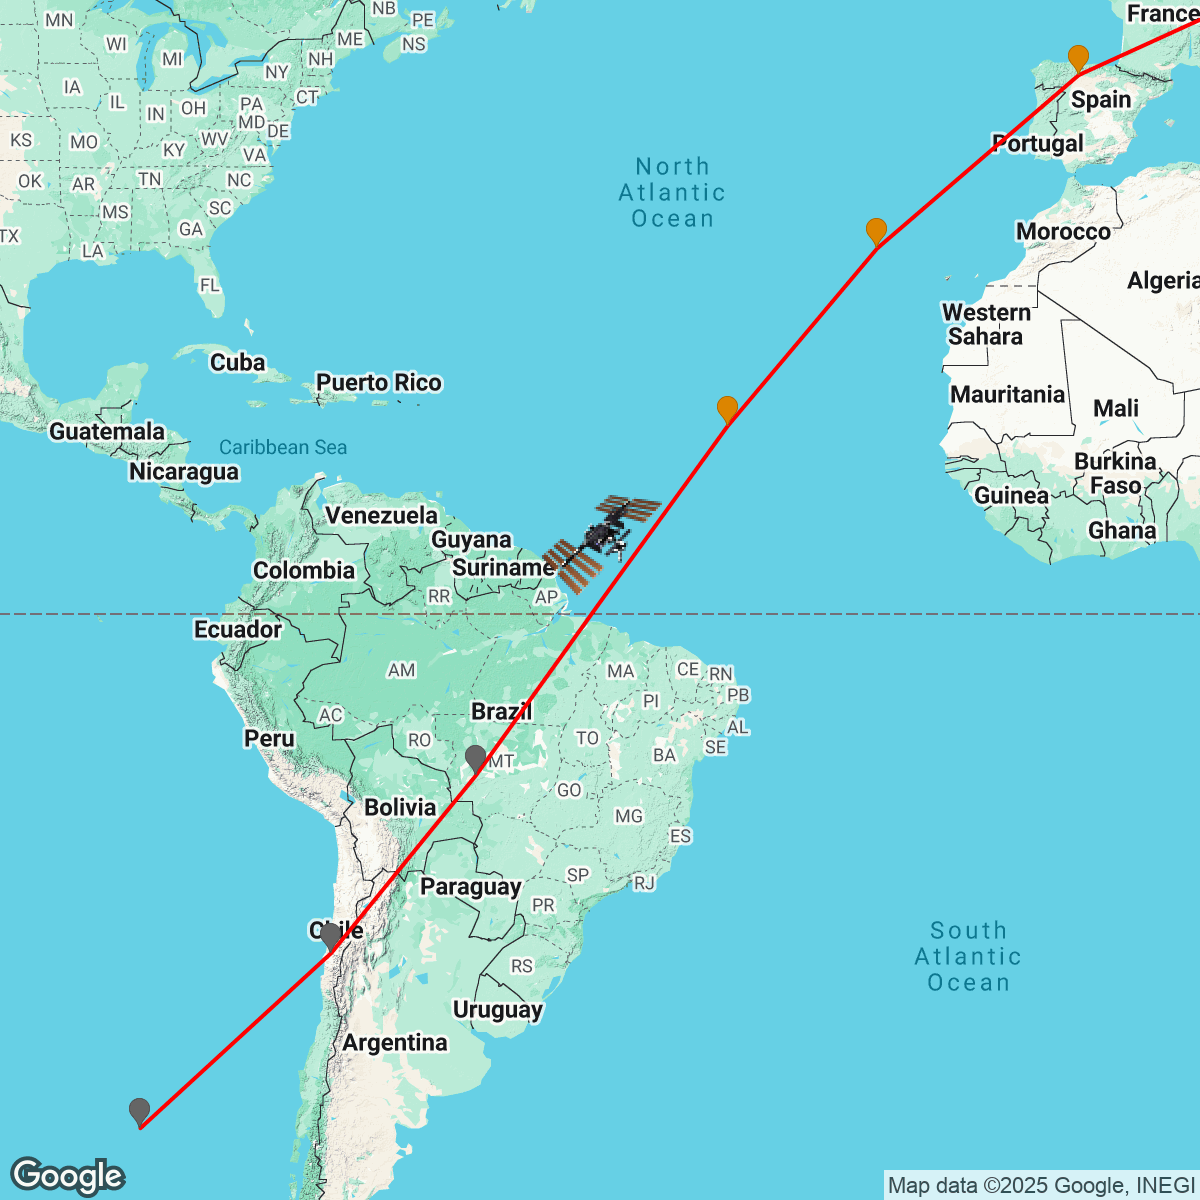 NB
France
MN
PE
ME
NS
WI
MI
NH
NY
IA
CT
Spain
IL
OH
PA
IN
MD
DE
KS
MO
WV
Portugal
KY
VA
North
Atlantic
Ocean
OK
AR
TN
NC
MS
SC
TX
GA
Morocco
LA
Algeria
FL
Western
Sahara
Cuba
Puerto Rico
Mauritania
Mali
Guatemala
Caribbean Sea
Nicaragua
Burkina
Faso
Guinea
Venezuela
Ghana
Guyana
Colombia
Suriname
RR
AP
Ecuador
AM
MA
CE
RN
PI
PB
AC
Brazil
AL
Peru
RO
TO
SE
BA
MT
GO
Bolivia
MG
ES
SP
Paraguay
RJ
PR
Chile
South
Atlantic
Ocean
RS
Uruguay
Argentina
Google
Map data ©2025 Google, INEGI